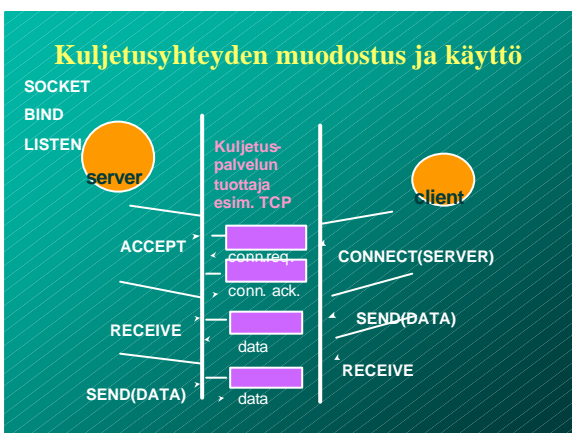 Kuljetusyhteyden muodostus ja käyttö
SOCKET
BIND
LISTEN
server
Kuljetus-
palvelun
tuottaja
esim. TCP
client
ACCEPT
conn.req.
CONNECT(SERVER)
conn. ack.
RECEIVE
SEND(DATA)
data
RECEIVE
SEND(DATA)
data